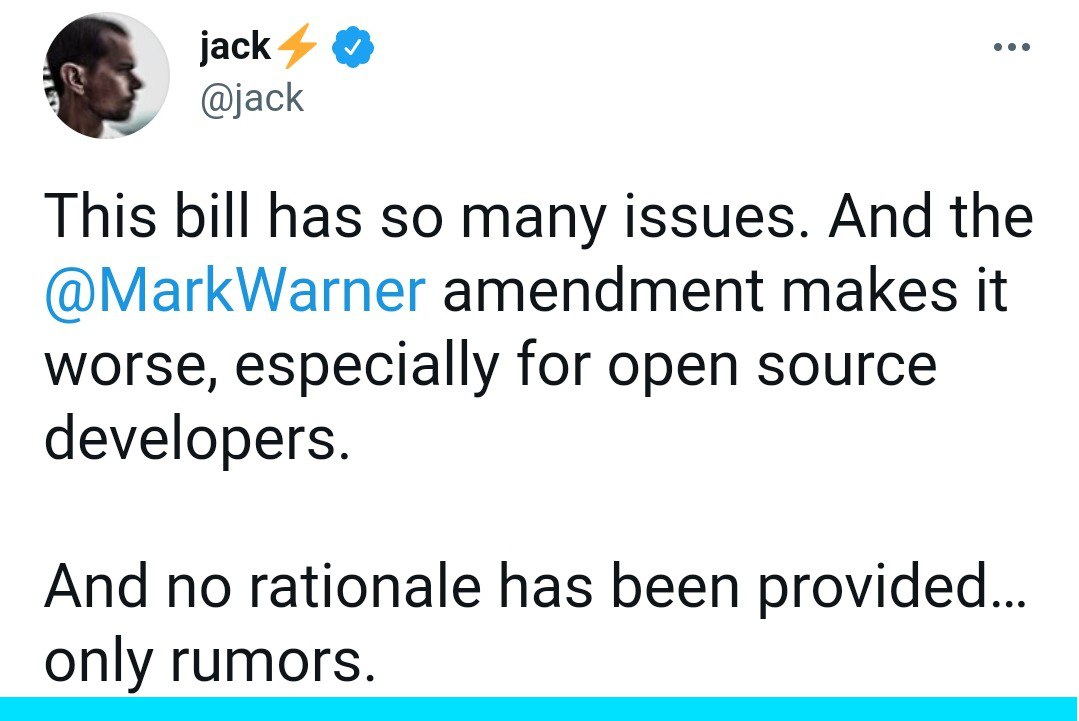 jack⚡
@jack
This bill has so many issues. And the
@MarkWarner amendment makes it
worse, especially for open source
developers.
And no rationale has been provided…
only rumors.